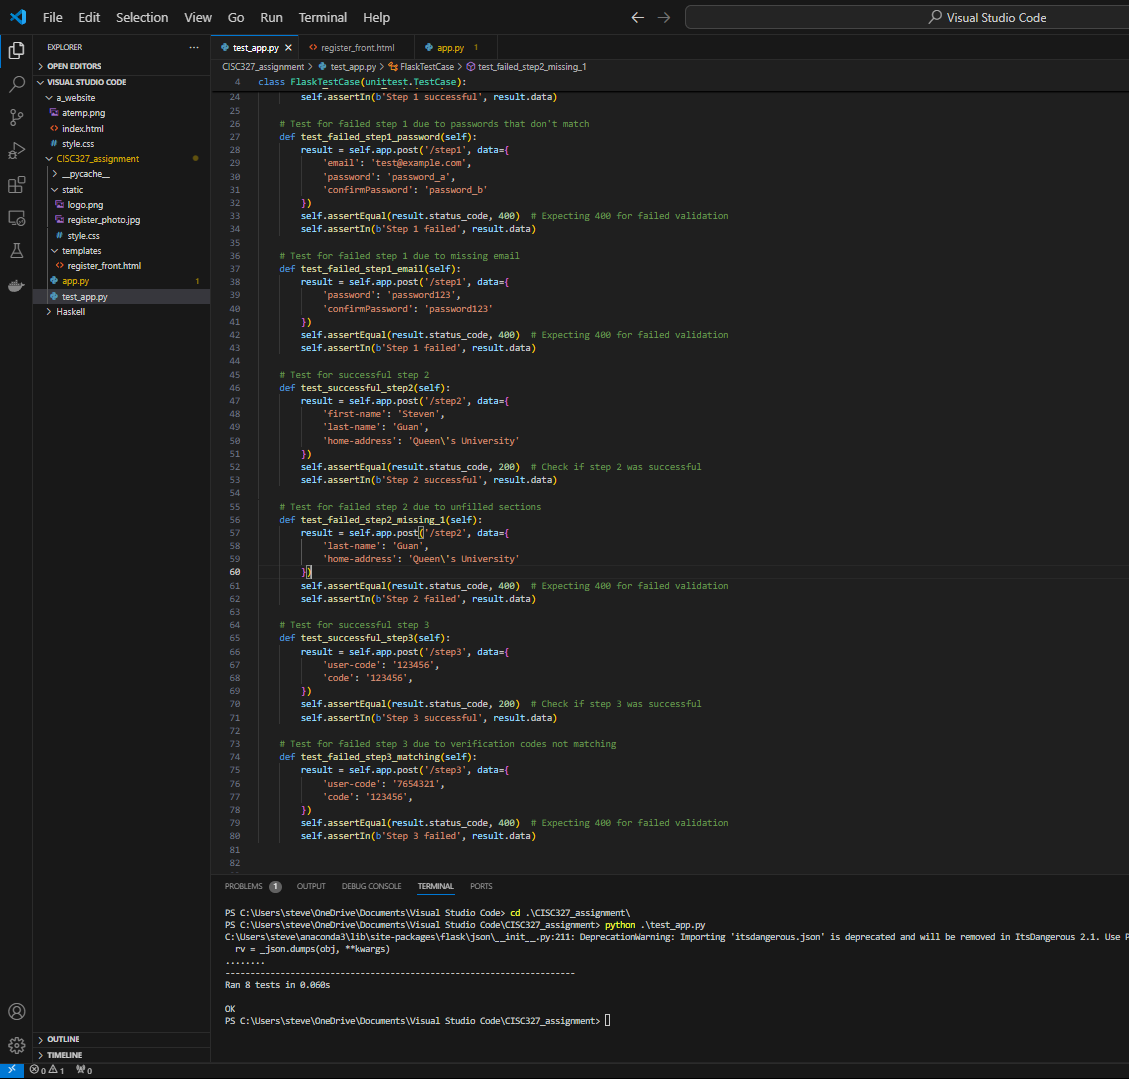 File Edit Selection View Go Run Terminal Help
Visual Studio Code
EXPLORER
OPEN EDITORS
VISUAL STUDIO CODE
a_website
atemp.png
index.html
style.css
CISC327_assignment
__pycache__
static
logo.png
register_photo.jpg
style.css
templates
register_front.html
app.py 1
test_app.py
Haskell
OUTLINE
TIMELINE
test_app.py register_front.html app.py 1
CISC327_assignment > test_app.py > FlaskTestCase > test_failed_step2_missing_1
4 class FlaskTestCase(unittest.TestCase):
24 self.assertIn(b'Step 1 successful', result.data)
25
26 # Test for failed step 1 due to passwords that don't match
27 def test_failed_step1_password(self):
28 result = self.app.post('/step1', data={
29 'email': 'test@example.com',
30 'password': 'password_a',
31 'confirmPassword': 'password_b'
32 })
33 self.assertEqual(result.status_code, 400) # Expecting 400 for failed validation
34 self.assertIn(b'Step 1 failed', result.data)
35
36 # Test for failed step 1 due to missing email
37 def test_failed_step1_email(self):
38 result = self.app.post('/step1', data={
39 'password': 'password123',
40 'confirmPassword': 'password123'
41 })
42 self.assertEqual(result.status_code, 400) # Expecting 400 for failed validation
43 self.assertIn(b'Step 1 failed', result.data)
44
45 # Test for successful step 2
46 def test_successful_step2(self):
47 result = self.app.post('/step2', data={
48 'first-name': 'Steven',
49 'last-name': 'Guan',
50 'home-address': 'Queen\'s University'
51 })
52 self.assertEqual(result.status_code, 200) # Check if step 2 was successful
53 self.assertIn(b'Step 2 successful', result.data)
54
55 # Test for failed step 2 due to unfilled sections
56 def test_failed_step2_missing_1(self):
57 result = self.app.post('/step2', data={
58 'last-name': 'Guan',
59 'home-address': 'Queen\'s University'
60 })
61 self.assertEqual(result.status_code, 400) # Expecting 400 for failed validation
62 self.assertIn(b'Step 2 failed', result.data)
63
64 # Test for successful step 3
65 def test_successful_step3(self):
66 result = self.app.post('/step3', data={
67 'user-code': '123456',
68 'code': '123456',
69 })
70 self.assertEqual(result.status_code, 200) # Check if step 3 was successful
71 self.assertIn(b'Step 3 successful', result.data)
72
73 # Test for failed step 3 due to verification codes not matching
74 def test_failed_step3_matching(self):
75 result = self.app.post('/step3', data={
76 'user-code': '7654321',
77 'code': '123456',
78 })
79 self.assertEqual(result.status_code, 400) # Expecting 400 for failed validation
80 self.assertIn(b'Step 3 failed', result.data)
81
82
PROBLEMS 1 OUTPUT DEBUG CONSOLE TERMINAL PORTS
PS C:\Users\steve\OneDrive\Documents\Visual Studio Code> cd .\CISC327_assignment\
PS C:\Users\steve\OneDrive\Documents\Visual Studio Code\CISC327_assignment> python .\test_app.py
C:\Users\steve\anaconda3\lib\site-packages\flask\json\__init__.py:211: DeprecationWarning: Importing 'itsdangerous.json' is deprecated and will be removed in ItsDangerous 2.1. Use P
rv = _json.dumps(obj, **kwargs)
........
----------------------------------------------------------------------
Ran 8 tests in 0.060s
OK
PS C:\Users\steve\OneDrive\Documents\Visual Studio Code\CISC327_assignment>
0 1 0